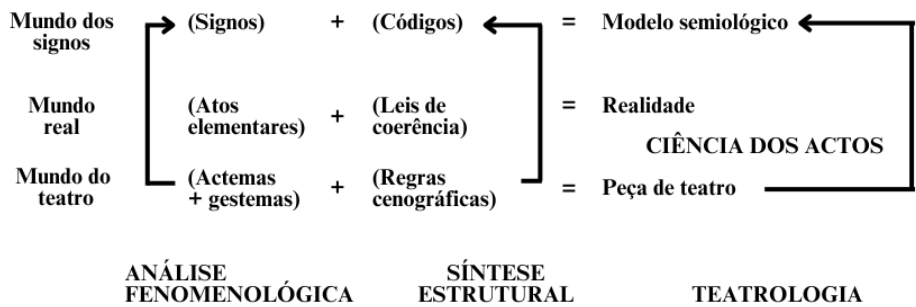 Mundo dos signos (Signos) + (Códigos) = Modelo semiológico
Mundo real (Atos elementares) + (Leis de coerência) = Realidade
CIÊNCIA DOS ACTOS
Mundo do teatro (Actemas + gestemas) + (Regras cenográficas) = Peça de teatro
ANÁLISE FENOMENOLÓGICA
SÍNTESE ESTRUTURAL
TEATROLOGIA